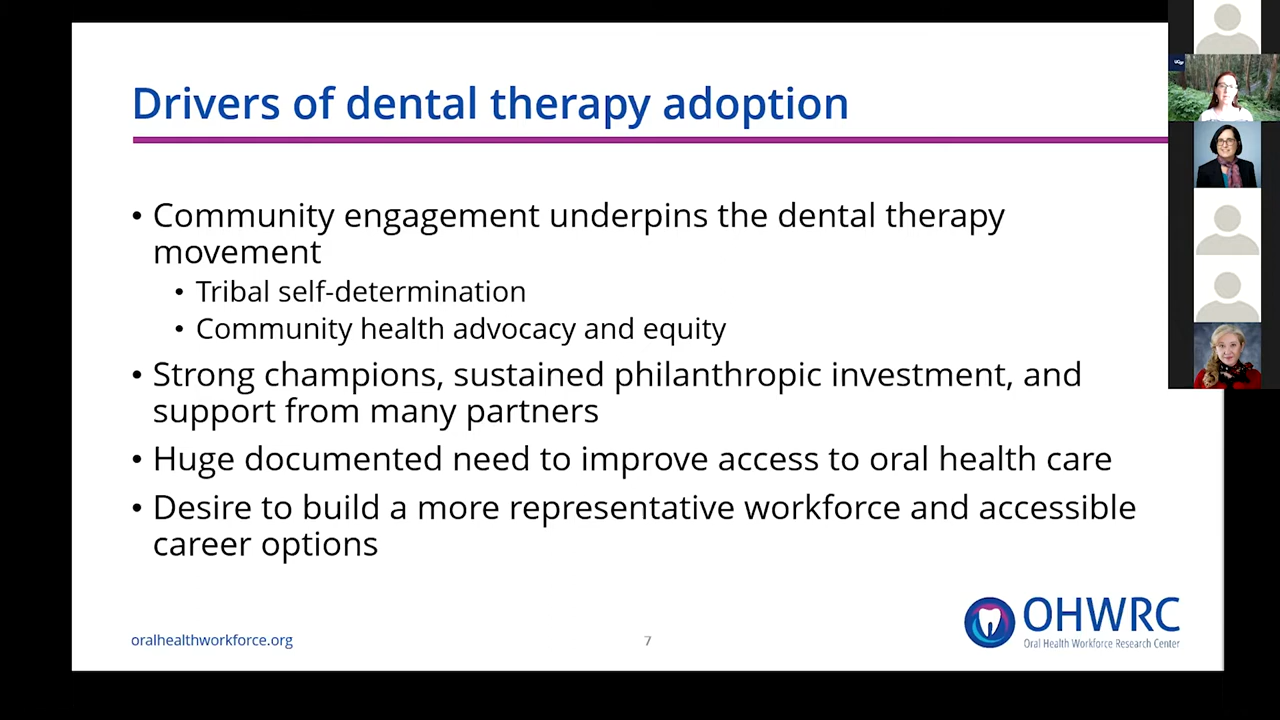 Drivers of dental therapy adoption
• Community engagement underpins the dental therapy
movement
• Tribal self-determination
• Community health advocacy and equity
• Strong champions, sustained philanthropic investment, and
support from many partners
• Huge documented need to improve access to oral health care
• Desire to build a more representative workforce and accessible
career options
oralhealthworkforce.org
7
OHWRC
Oral Health Workforce Research Center
UCSF